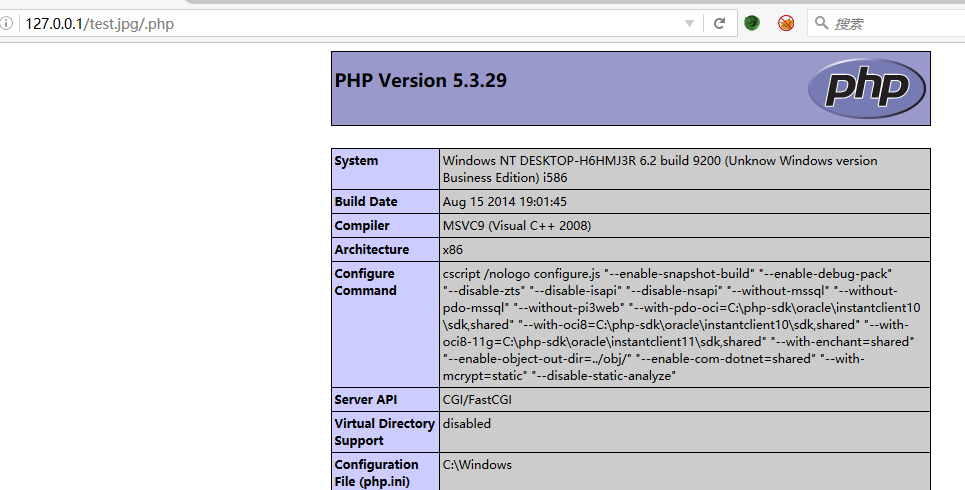 127.0.0.1/test.jpg/.php
搜索
PHP Version 5.3.29
php
System
Windows NT DESKTOP-H6HMJ3R 6.2 build 9200 (Unknow Windows version
Business Edition) i586
Build Date
Aug 15 2014 19:01:45
Compiler
MSVC9 (Visual C++ 2008)
Architecture
x86
Configure
Command
cscript /nologo configure.js "--enable-snapshot-build" "--enable-debug-pack"
"--disable-zts" "--disable-isapi" "--disable-nsapi" "--without-mssql" "--without-
pdo-mssql" "--without-pi3web" "--with-pdo-oci=C:\php-sdk\oracle\instantclient10
\sdk,shared" "--with-oci8=C:\php-sdk\oracle\instantclient10\sdk,shared" "--with-
oci8-11g=C:\php-sdk\oracle\instantclient11\sdk,shared" "--with-enchant=shared"
"--enable-object-out-dir=../obj/" "--enable-com-dotnet=shared" "--with-
mcrypt=static" "--disable-static-analyze"
Server API
CGI/FastCGI
Virtual Directory
Support
disabled
Configuration
File (php.ini)
C:\Windows